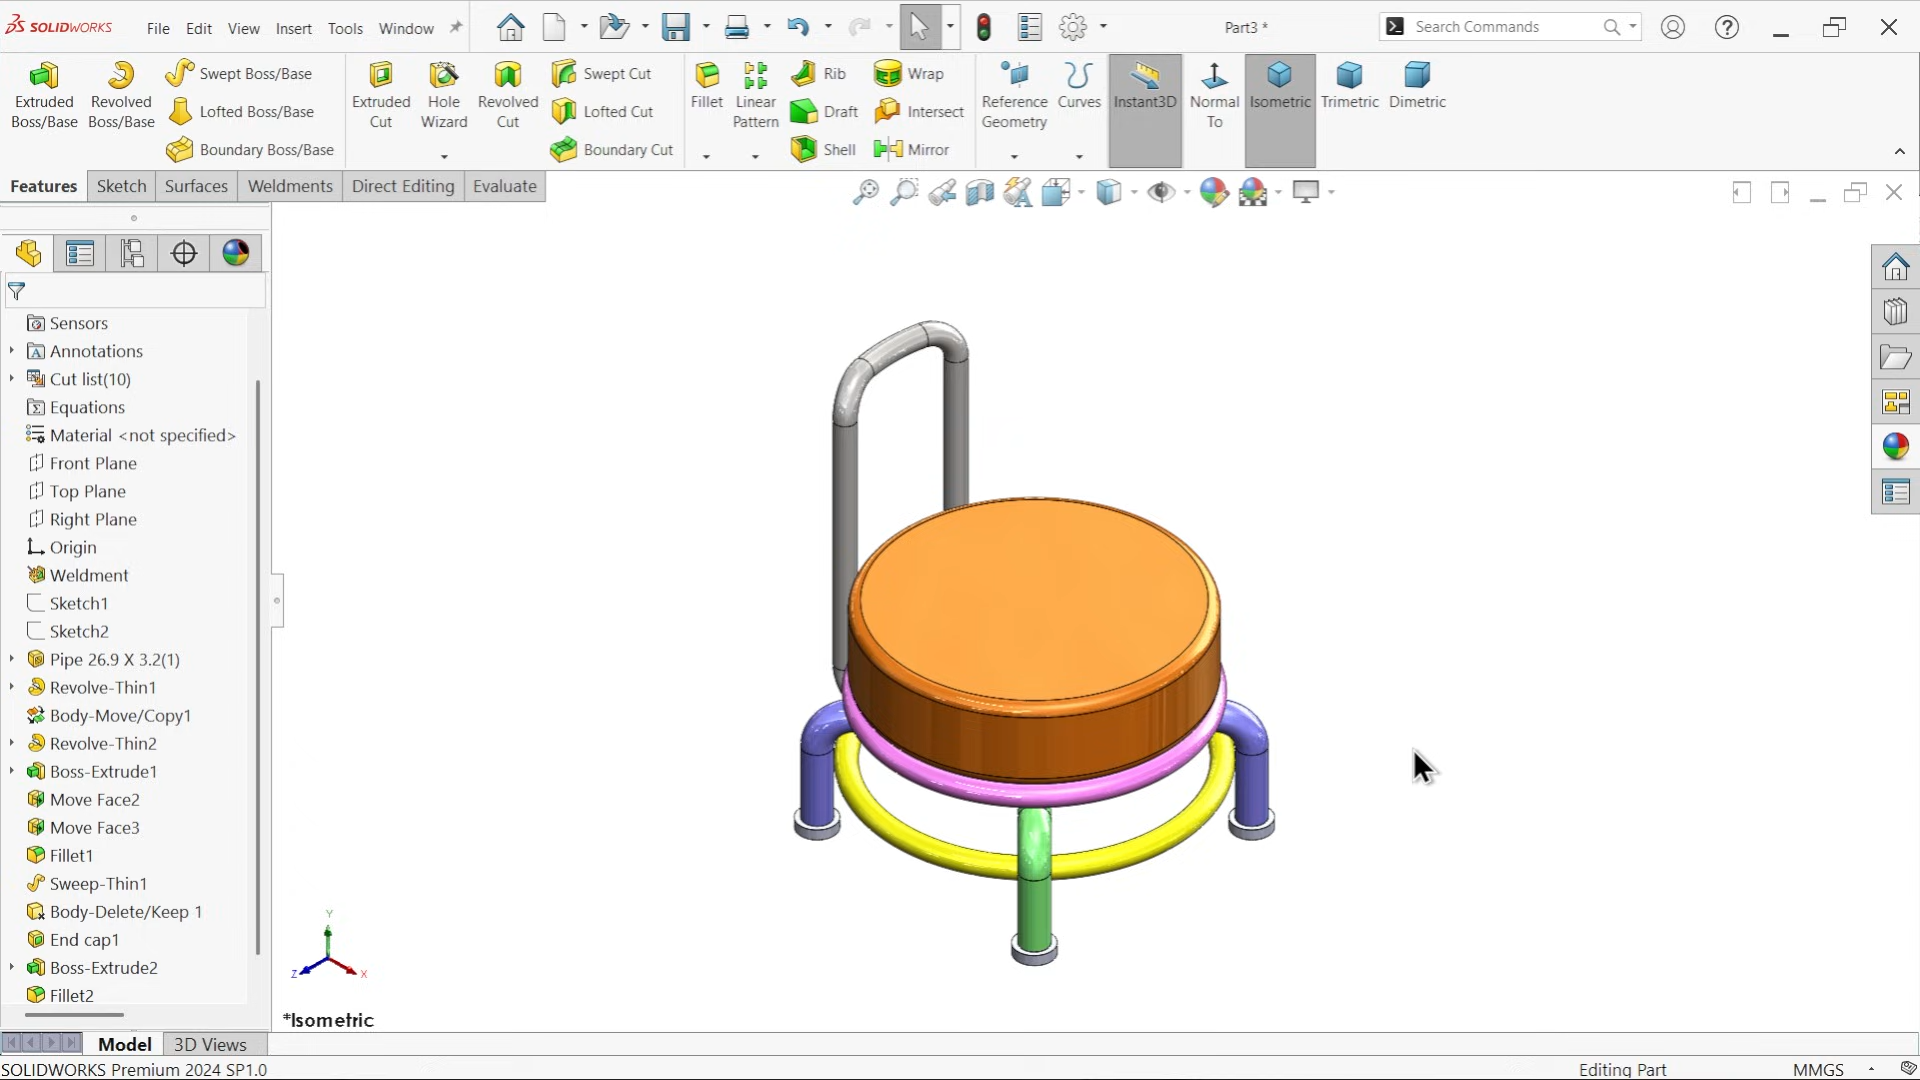 SOLIDWORKS File Edit View Insert Tools Window Part3 * Search Commands
Extruded Boss/Base
Revolved Boss/Base
Swept Boss/Base
Lofted Boss/Base
Boundary Boss/Base
Extruded Cut
Hole Wizard
Revolved Cut
Swept Cut
Lofted Cut
Boundary Cut
Fillet
Linear Pattern
Rib
Draft
Shell
Wrap
Intersect
Mirror
Reference Geometry
Curves
Instant3D
Normal To
Isometric
Trimetric
Dimetric
Features Sketch Surfaces Weldments Direct Editing Evaluate
Sensors
Annotations
Cut list(10)
Equations
Material <not specified>
Front Plane
Top Plane
Right Plane
Origin
Weldment
Sketch1
Sketch2
Pipe 26.9 X 3.2(1)
Revolve-Thin1
Body-Move/Copy1
Revolve-Thin2
Boss-Extrude1
Move Face2
Move Face3
Fillet1
Sweep-Thin1
Body-Delete/Keep 1
End cap1
Boss-Extrude2
Fillet2
Y
Z X
*Isometric
Model 3D Views
SOLIDWORKS Premium 2024 SP1.0 Editing Part MMGS